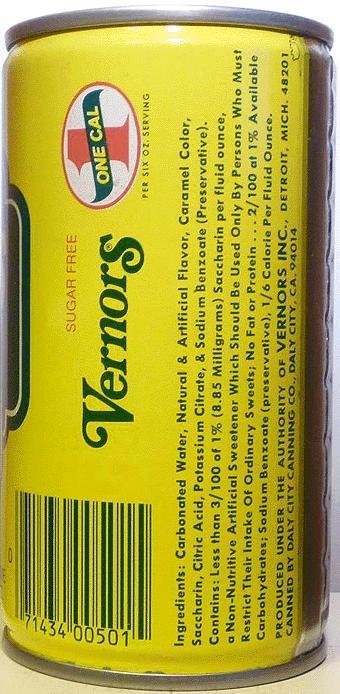 1
ONE CAL
PER SIX OZ. SERVING
SUGAR FREE
Vernors
0
71434 00501
Ingredients: Carbonated Water, Natural & Artificial Flavor, Caramel Color,
Saccharin, Citric Acid, Potassium Citrate, & Sodium Benzoate (Preservative).
Contains: Less than 3/100 of 1% (8.85 Milligrams) Saccharin per fluid ounce,
a Non-Nutritive Artificial Sweetener Which Should Be Used Only By Persons Who Must
Restrict Their Intake Of Ordinary Sweets; No Fat or Protein . . . 2/100 at 1% Available
Carbohydrates; Sodium Benzoate (preservative), 1/6 Calorie Per Fluid Ounce.
PRODUCED UNDER THE AUTHORITY OF VERNORS INC., DETROIT, MICH. 48201
CANNED BY DALY CITY CANNING CO., DALY CITY, CA. 94014